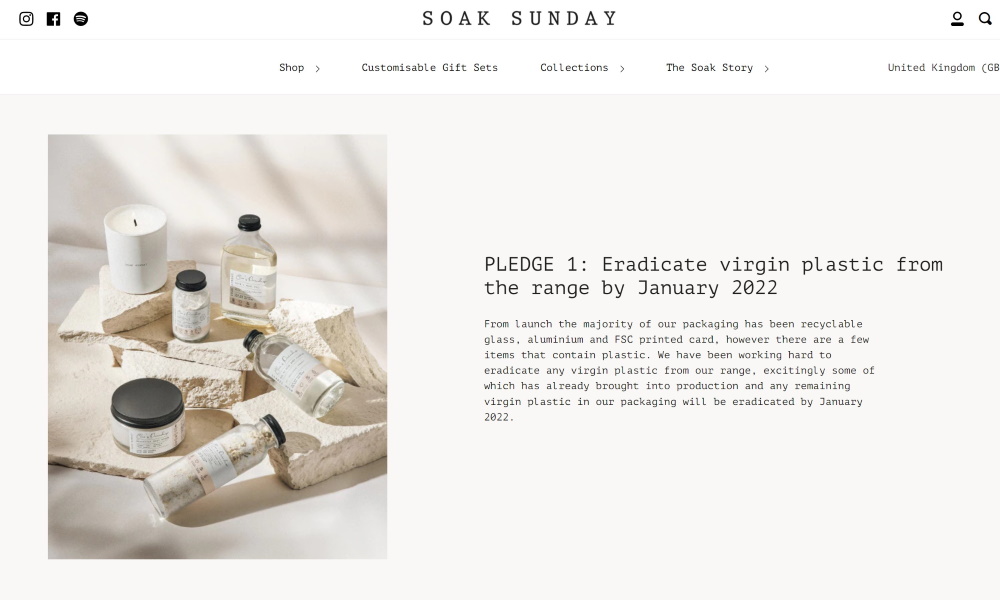 SOAK SUNDAY
Shop
Customisable Gift Sets
Collections
The Soak Story
United Kingdom (GB
PLEDGE 1: Eradicate virgin plastic from
the range by January 2022
From launch the majority of our packaging has been recyclable
glass, aluminium and FSC printed card, however there are a few
items that contain plastic. We have been working hard to
eradicate any virgin plastic from our range, excitingly some of
which has already brought into production and any remaining
virgin plastic in our packaging will be eradicated by January
2022.